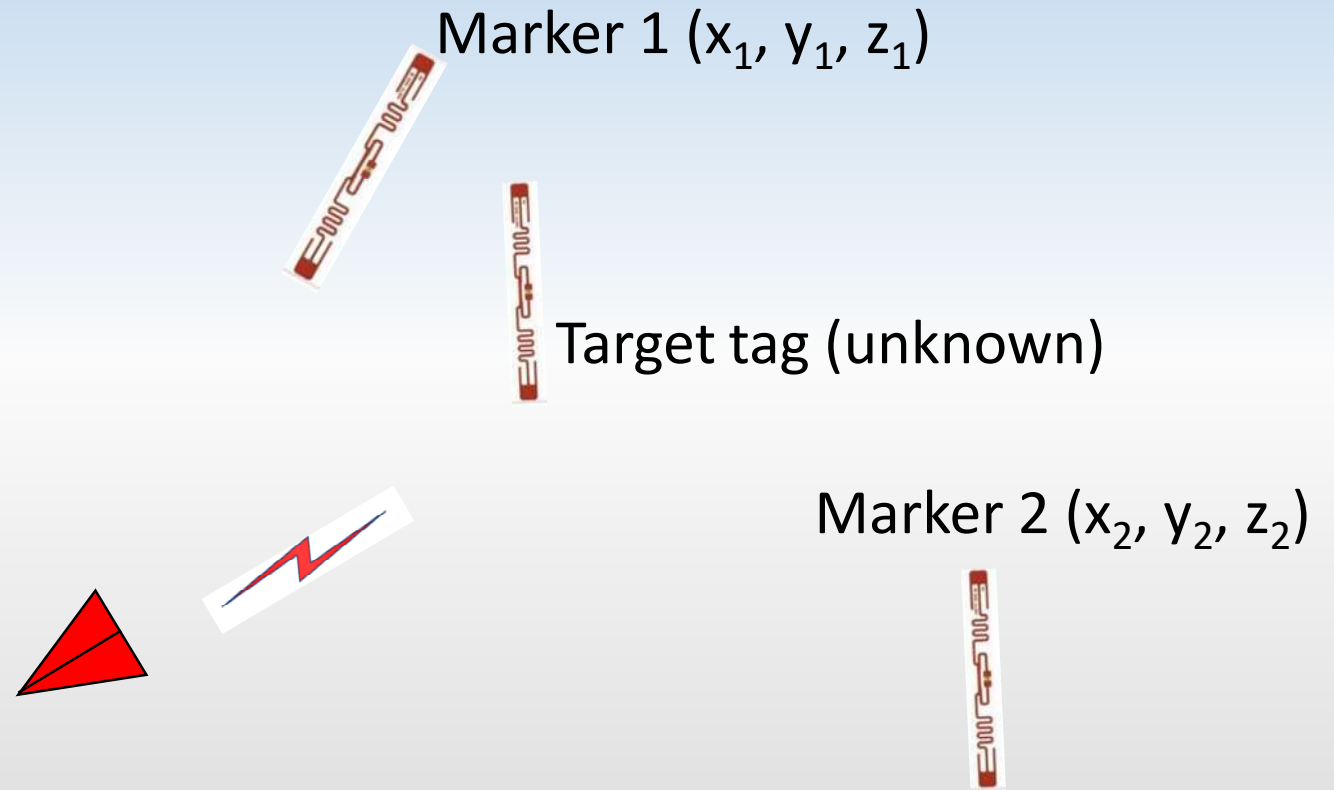 Marker 1 (x₁, y₁, z₁)
Target tag (unknown)
Marker 2 (x₂, y₂, z₂)